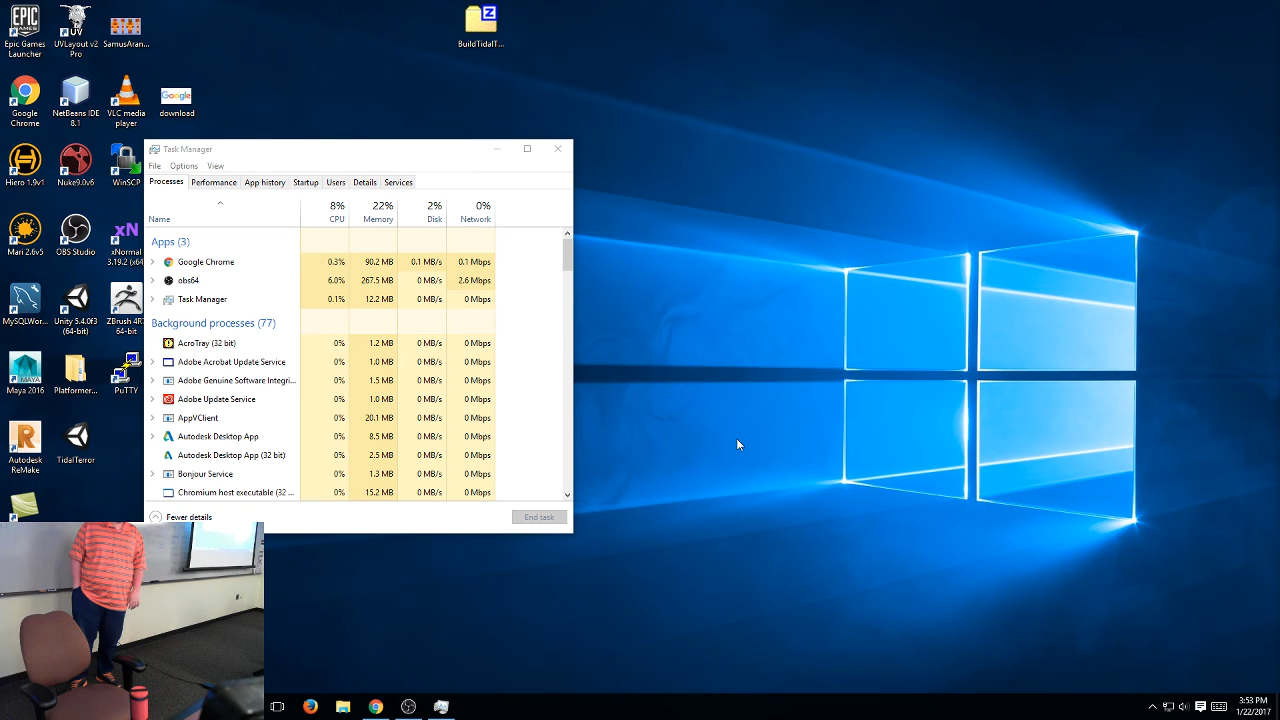 Epic Games
Launcher
UVLayout v2
Pro
SamusAran...
BuildTidalT...
Google
Chrome
NetBeans IDE
8.1
VLC media
player
Google
download
Hiero 1.9v1
Nuke9.0v6
WinSCP
Mari 2.6v5
OBS Studio
xNormal
3.19.2 (x64
MySQLWor...
Unity 5.4.0f3
(64-bit)
ZBrush 4R7
64-bit
Maya 2016
Platformer...
PuTTY
Autodesk
ReMake
TidalTerror
Task Manager
File Options View
Processes Performance App history Startup Users Details Services
8% 22% 2% 0%
Name CPU Memory Disk Network
Apps (3)
Google Chrome 0.3% 90.2 MB 0.1 MB/s 0.1 Mbps
obs64 6.0% 267.5 MB 0 MB/s 2.6 Mbps
Task Manager 0.1% 12.2 MB 0 MB/s 0 Mbps
Background processes (77)
AcroTray (32 bit) 0% 1.2 MB 0 MB/s 0 Mbps
Adobe Acrobat Update Service 0% 1.0 MB 0 MB/s 0 Mbps
Adobe Genuine Software Integri... 0% 1.5 MB 0 MB/s 0 Mbps
Adobe Update Service 0% 1.0 MB 0 MB/s 0 Mbps
AppVClient 0% 20.1 MB 0 MB/s 0 Mbps
Autodesk Desktop App 0% 8.5 MB 0 MB/s 0 Mbps
Autodesk Desktop App (32 bit) 0% 2.5 MB 0 MB/s 0 Mbps
Bonjour Service 0% 1.3 MB 0 MB/s 0 Mbps
Chromium host executable (32 ... 0% 15.2 MB 0 MB/s 0 Mbps
Fewer details End task
3:53 PM
1/22/2017